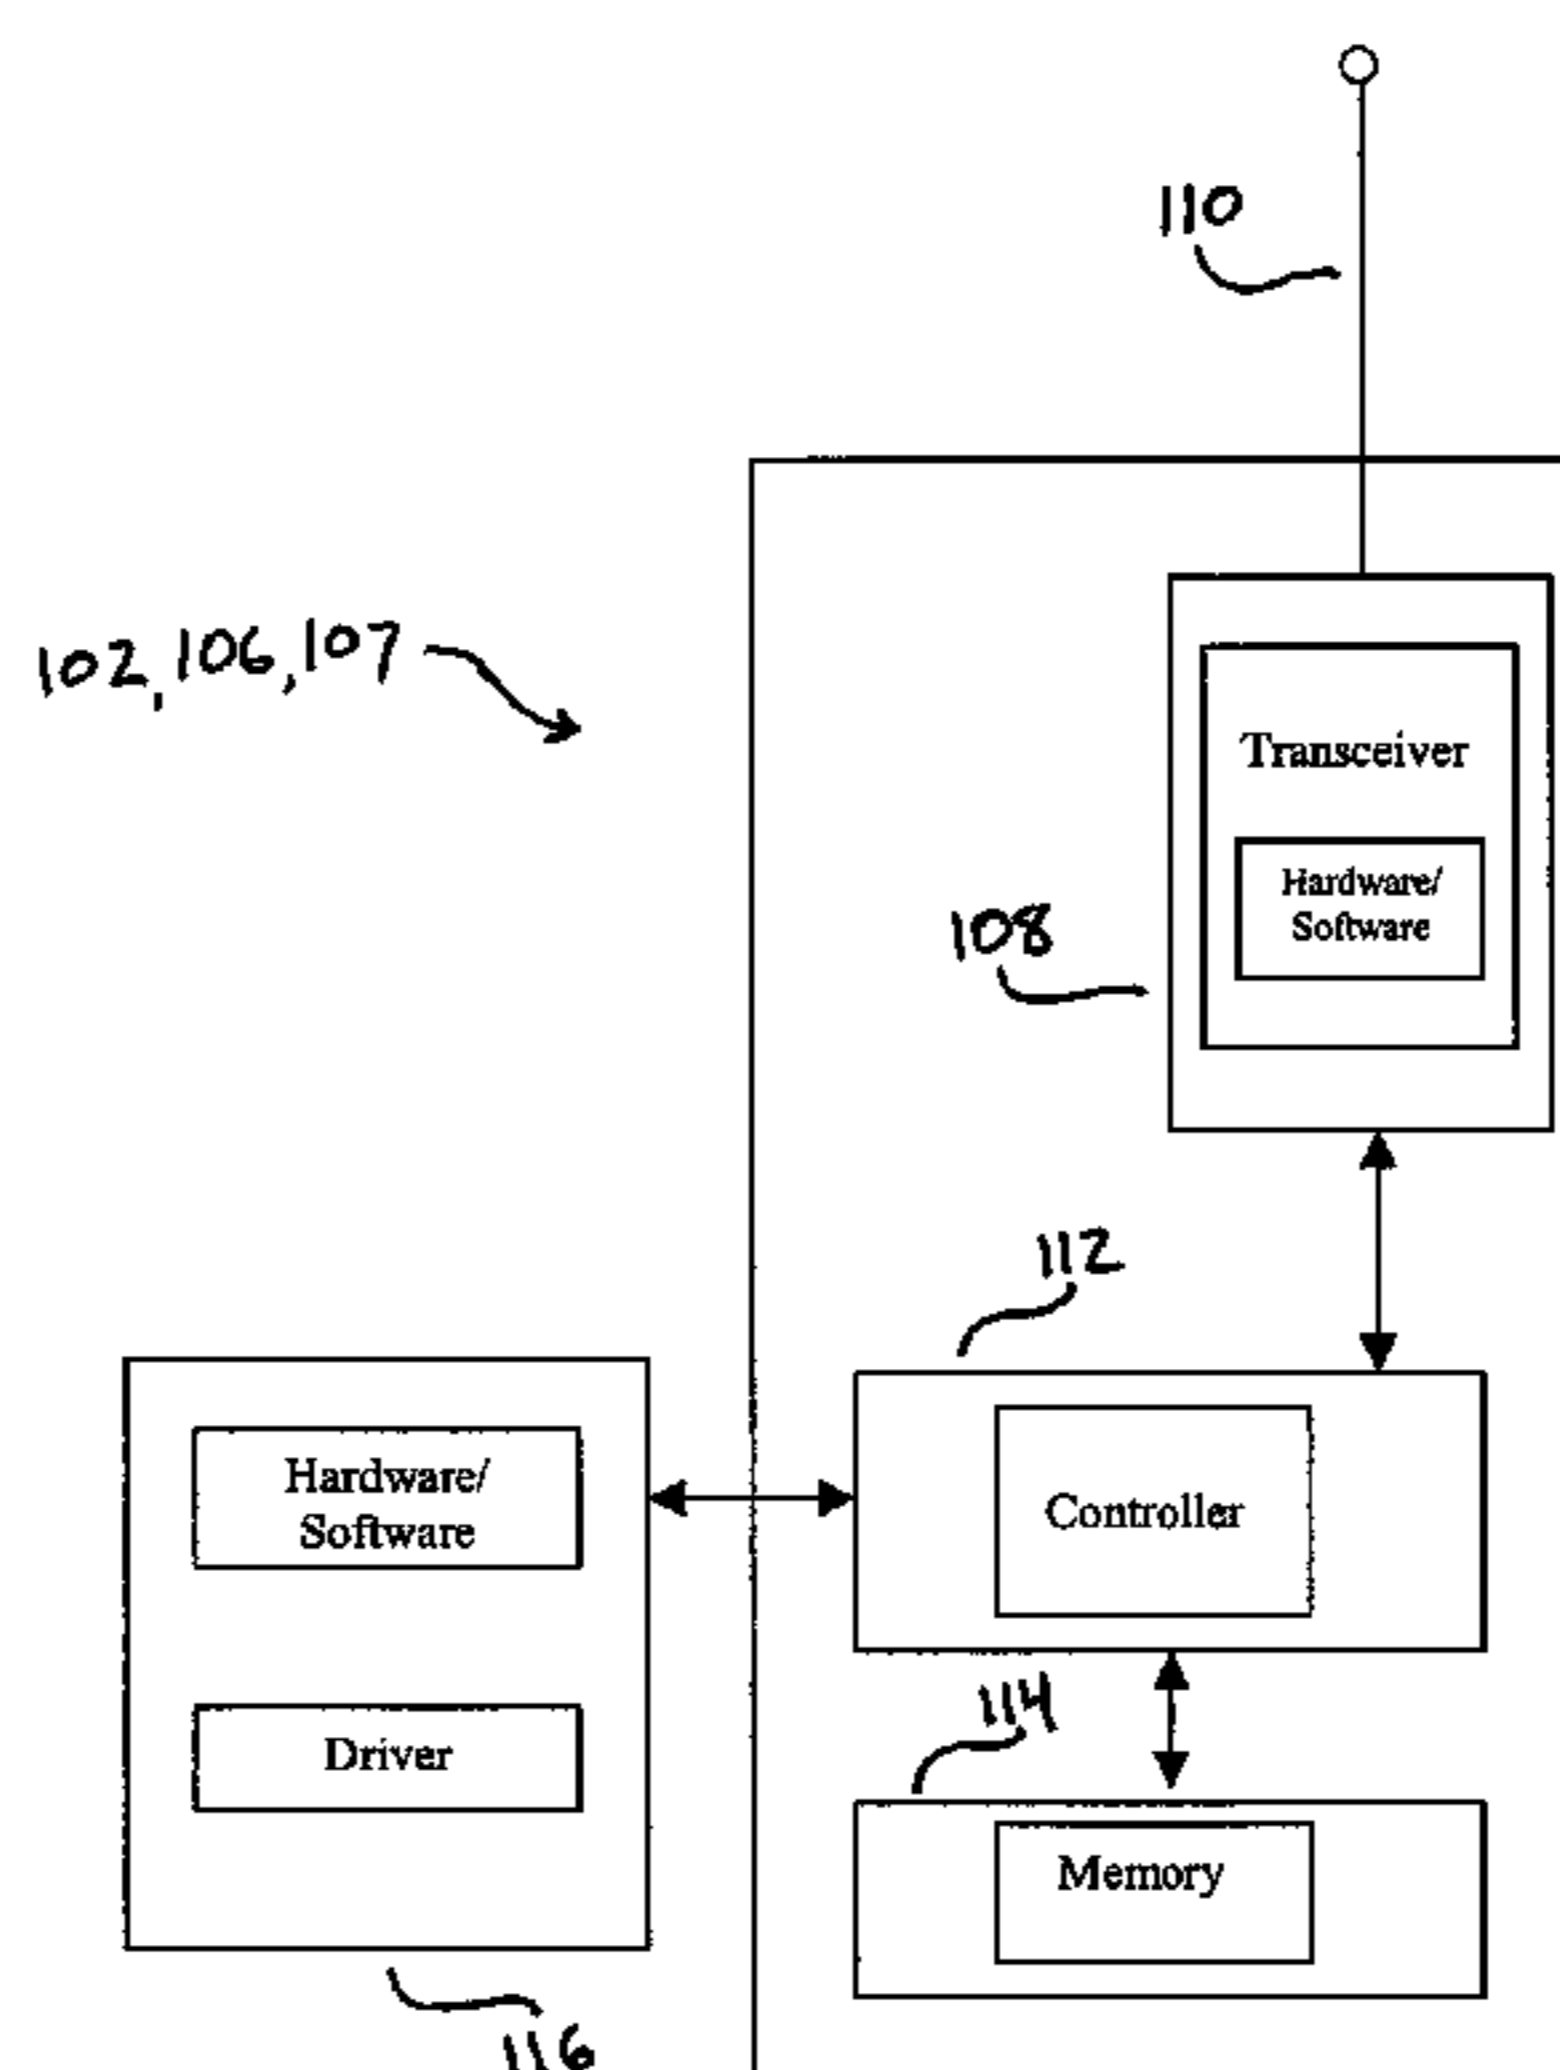 110
102, 106, 107
Transceiver
Hardware/
Software
108
112
Hardware/
Software
Controller
114
Driver
Memory
116